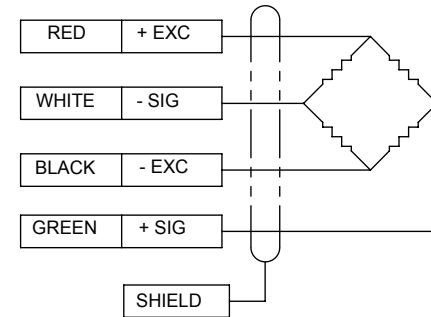 RED + EXC
WHITE - SIG
BLACK - EXC
GREEN + SIG
SHIELD